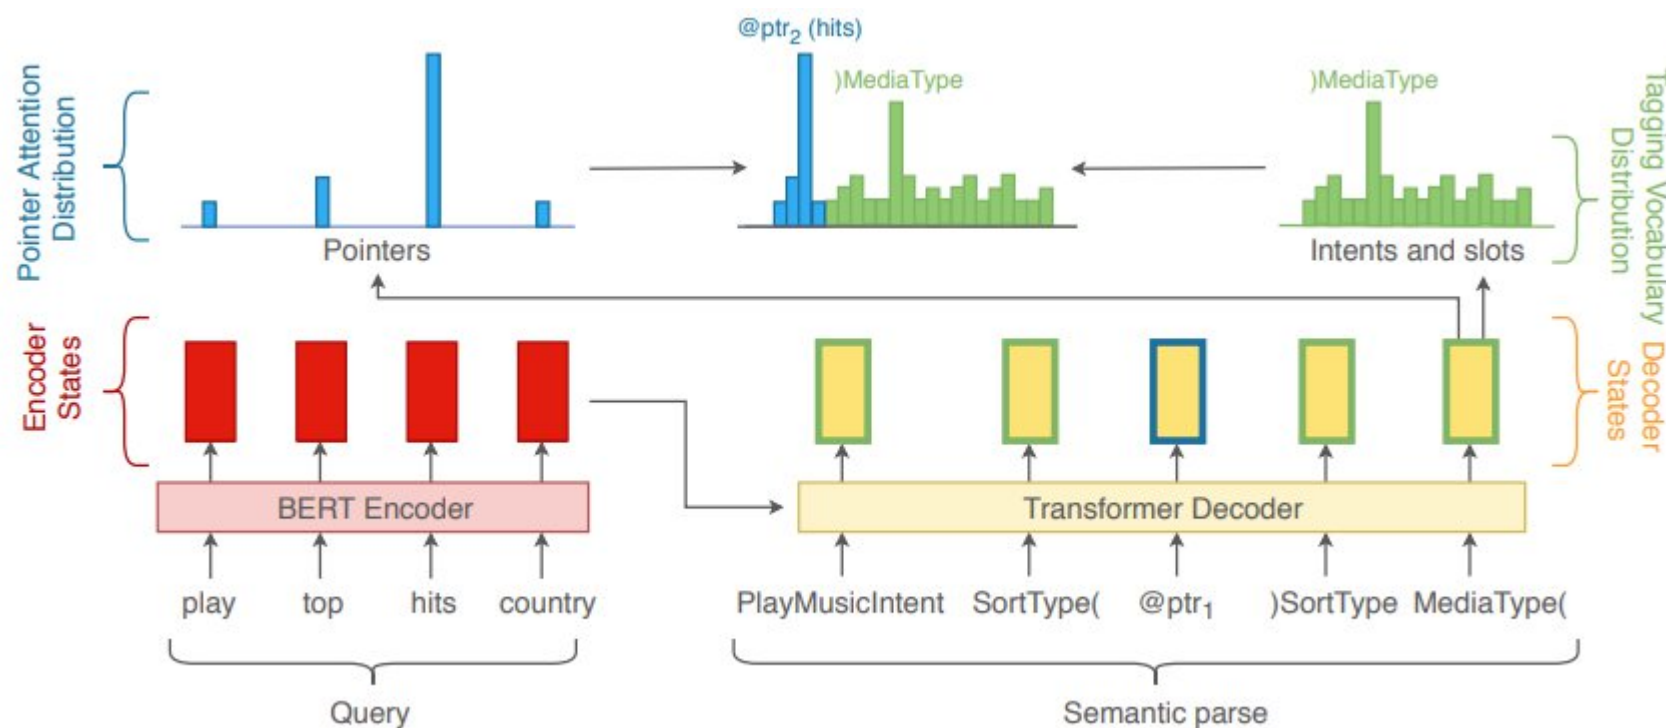 @ptr2 (hits)
)MediaType
)MediaType
Pointer Attention
Distribution
Tagging Vocabulary
Distribution
Pointers
Intents and slots
Encoder
States
Decoder
States
BERT Encoder
Transformer Decoder
play top hits country
PlayMusicIntent SortType( @ptr1 )SortType MediaType(
Query
Semantic parse